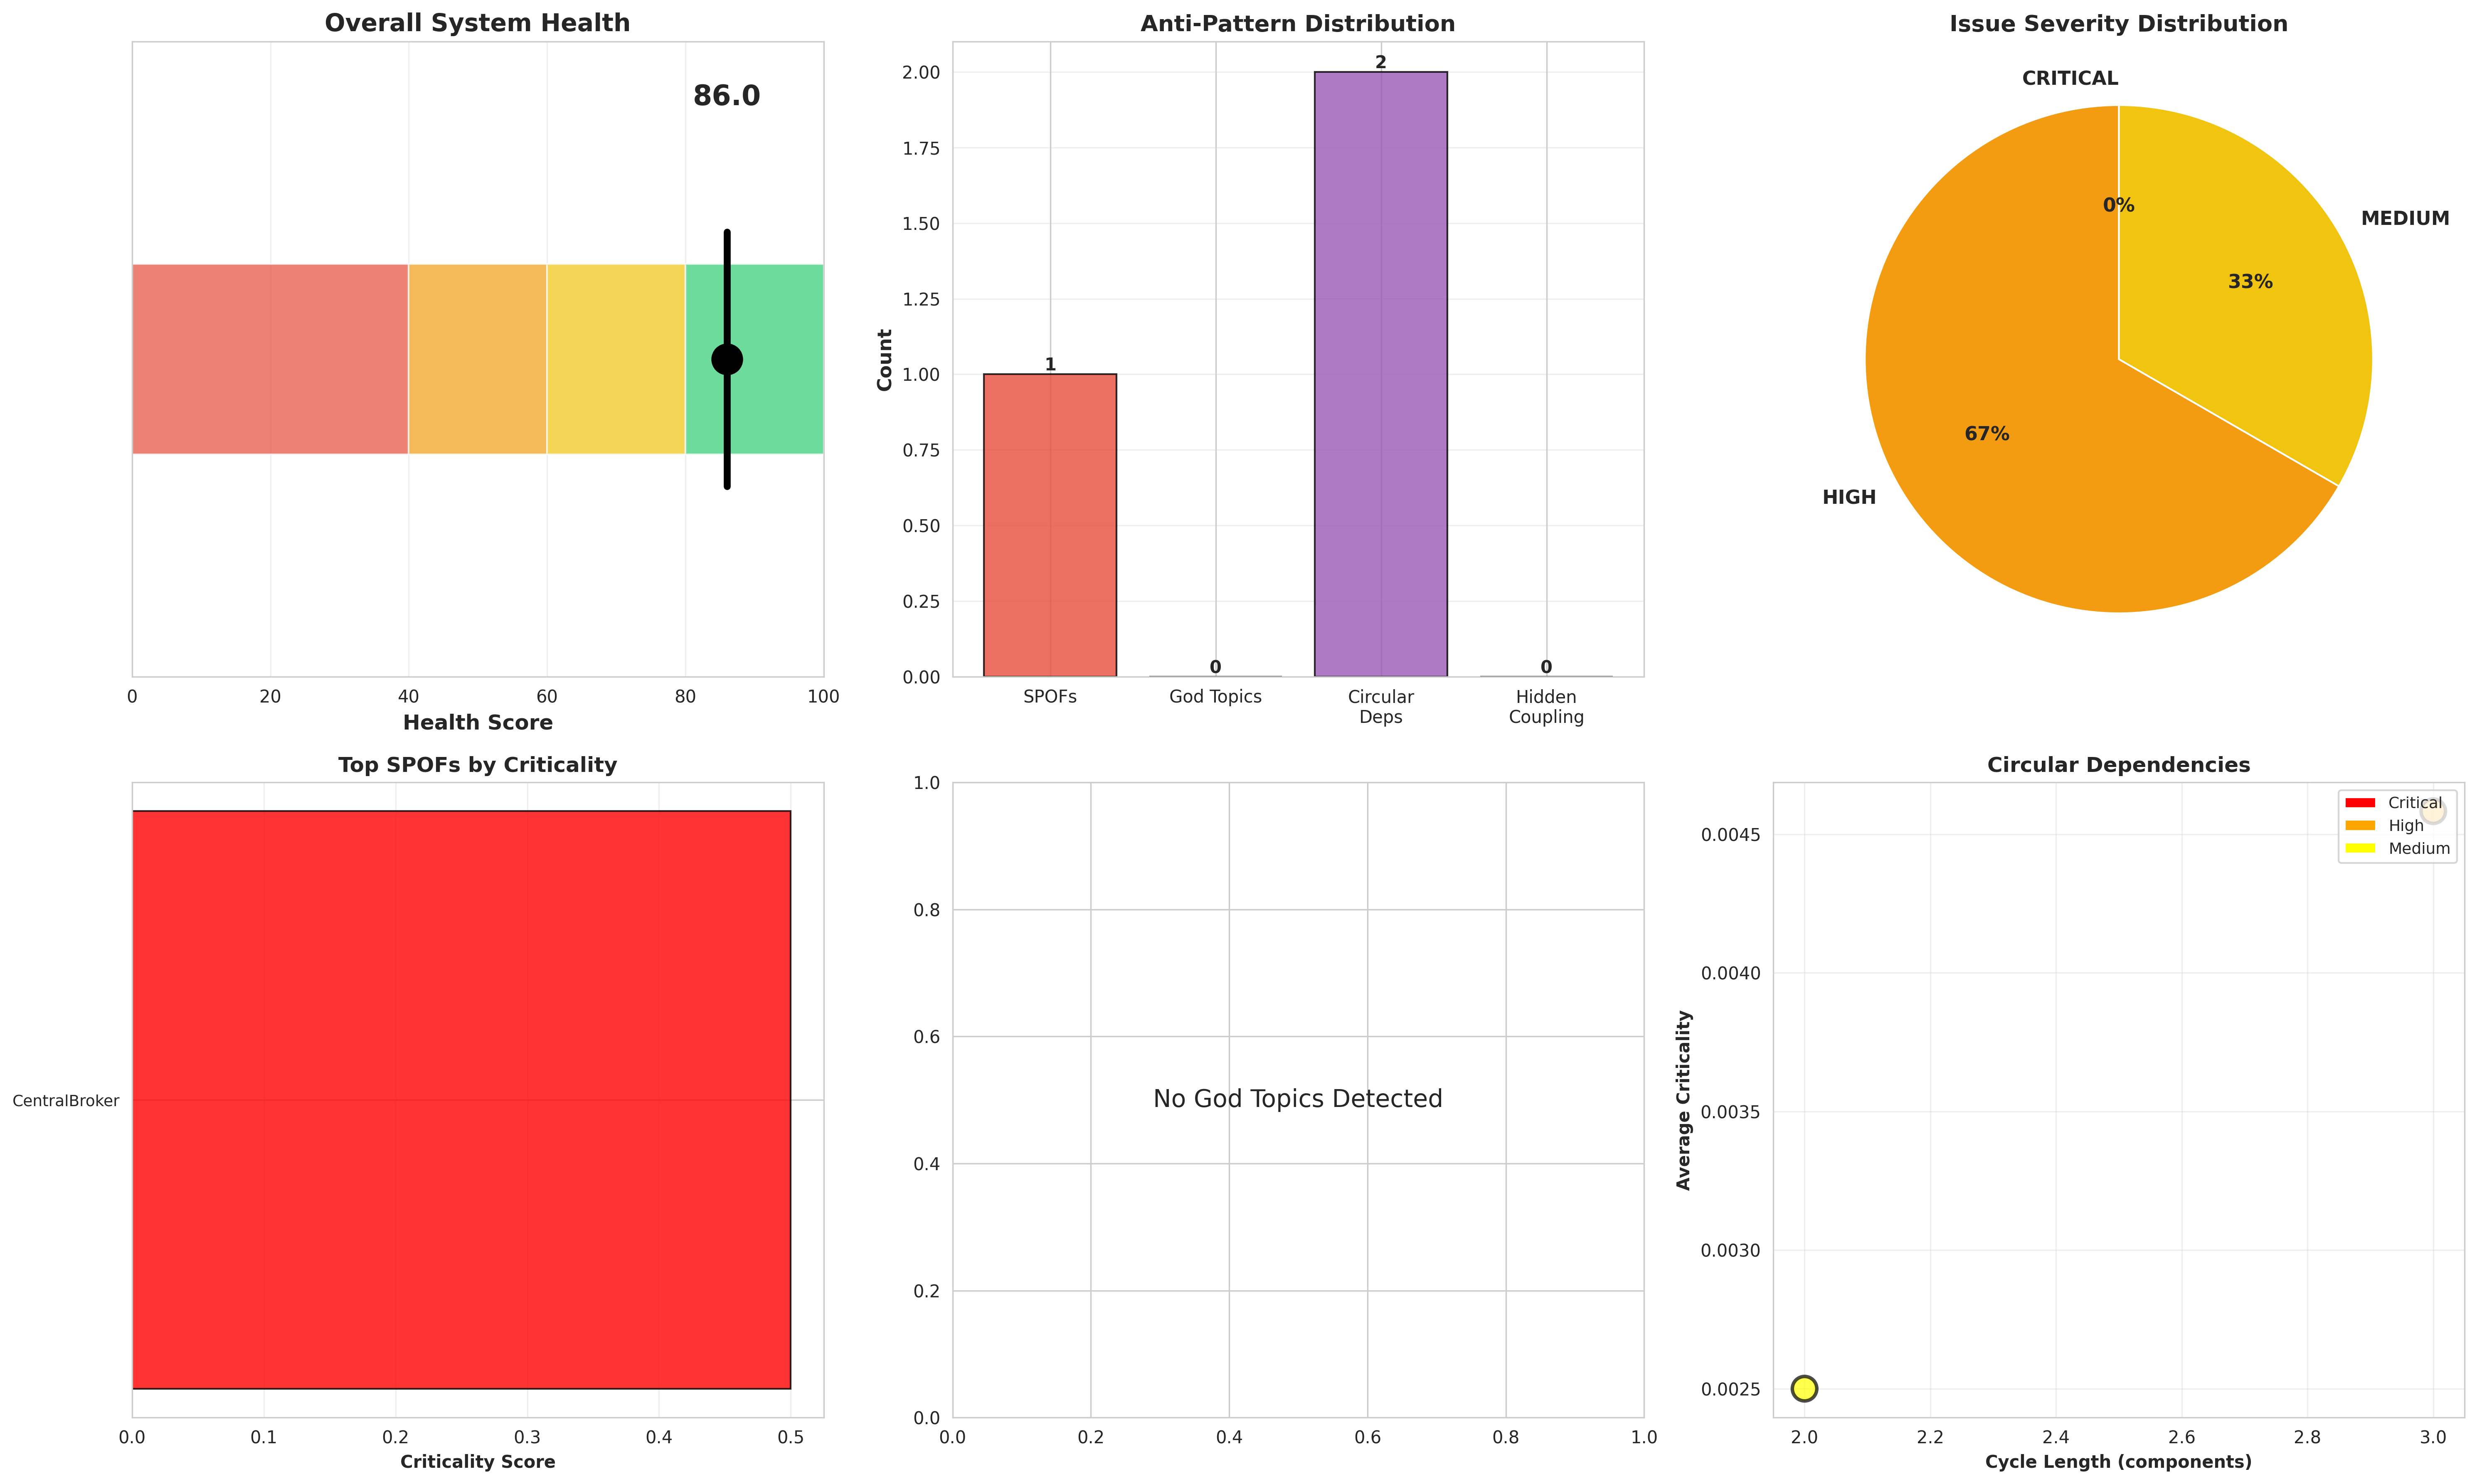 Overall System Health
86.0
0
20
40
60
80
100
Health Score
Anti-Pattern Distribution
Count
2.00
1.75
1.50
1.25
1.00
0.75
0.50
0.25
0.00
1
0
2
0
SPOFs
God Topics
Circular
Deps
Hidden
Coupling
Issue Severity Distribution
CRITICAL
0%
MEDIUM
33%
67%
HIGH
Top SPOFs by Criticality
CentralBroker
0.0
0.1
0.2
0.3
0.4
0.5
Criticality Score
1.0
0.8
0.6
0.4
0.2
0.0
No God Topics Detected
0.0
0.2
0.4
0.6
0.8
1.0
Circular Dependencies
Critical
High
Medium
Average Criticality
0.0045
0.0040
0.0035
0.0030
0.0025
2.0
2.2
2.4
2.6
2.8
3.0
Cycle Length (components)